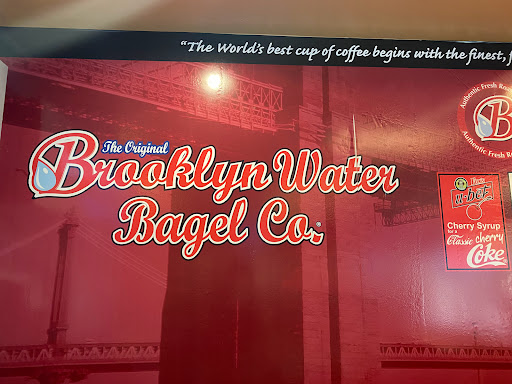 "The World's best cup of coffee begins with the finest,
Authentic Fresh
B
Authentic Fresh
The Original
Brooklyn Water
Bagel Co.
u-bet
Cherry Syrup
for a
Classic cherry
Coke